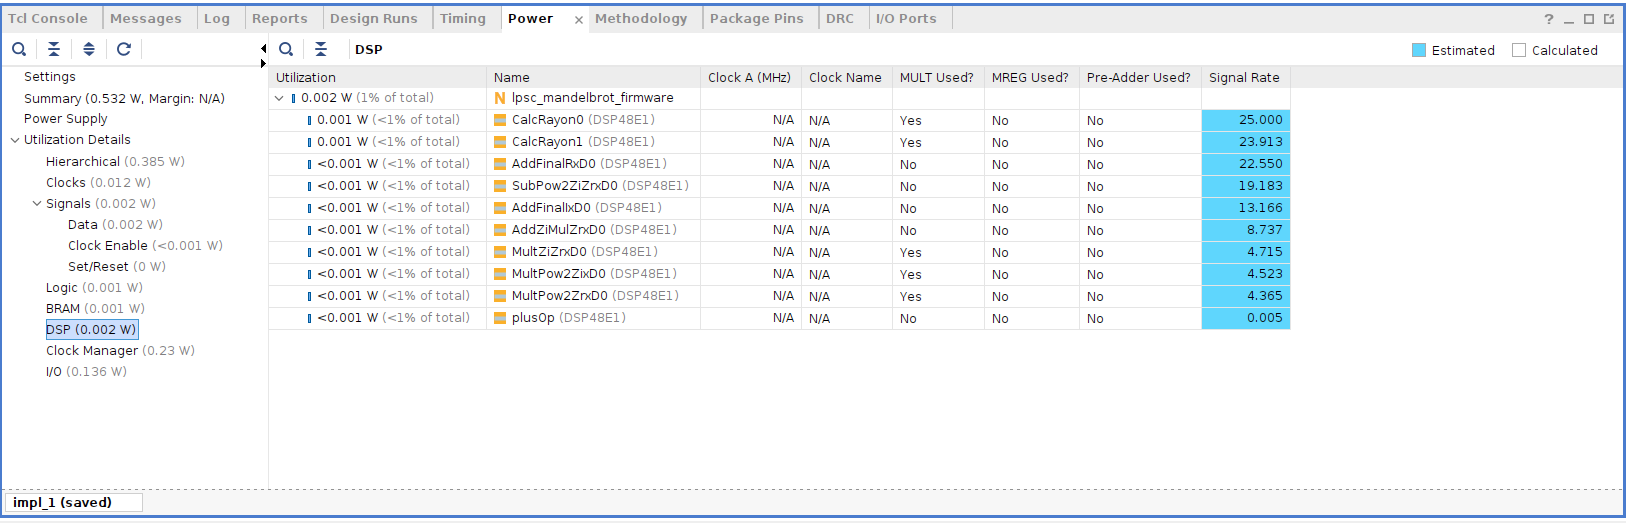 Tcl Console Messages Log Reports Design Runs Timing Power × Methodology Package Pins DRC I/O Ports ?
DSP Estimated Calculated
Settings
Summary (0.532 W, Margin: N/A)
Power Supply
Utilization Details
Hierarchical (0.385 W)
Clocks (0.012 W)
Signals (0.002 W)
Data (0.002 W)
Clock Enable (<0.001 W)
Set/Reset (0 W)
Logic (0.001 W)
BRAM (0.001 W)
DSP (0.002 W)
Clock Manager (0.23 W)
I/O (0.136 W)
Utilization Name Clock A (MHz) Clock Name MULT Used? MREG Used? Pre-Adder Used? Signal Rate
0.002 W (1% of total) N lpsc_mandelbrot_firmware
0.001 W (<1% of total) CalcRayon0 (DSP48E1) N/A N/A Yes No No 25.000
0.001 W (<1% of total) CalcRayon1 (DSP48E1) N/A N/A Yes No No 23.913
<0.001 W (<1% of total) AddFinalRxD0 (DSP48E1) N/A N/A No No No 22.550
<0.001 W (<1% of total) SubPow2ZiZrxD0 (DSP48E1) N/A N/A No No No 19.183
<0.001 W (<1% of total) AddFinalIxD0 (DSP48E1) N/A N/A No No No 13.166
<0.001 W (<1% of total) AddZiMulZrxD0 (DSP48E1) N/A N/A No No No 8.737
<0.001 W (<1% of total) MultZiZrxD0 (DSP48E1) N/A N/A Yes No No 4.715
<0.001 W (<1% of total) MultPow2ZixD0 (DSP48E1) N/A N/A Yes No No 4.523
<0.001 W (<1% of total) MultPow2ZrxD0 (DSP48E1) N/A N/A Yes No No 4.365
<0.001 W (<1% of total) plusOp (DSP48E1) N/A N/A No No No 0.005
impl_1 (saved)